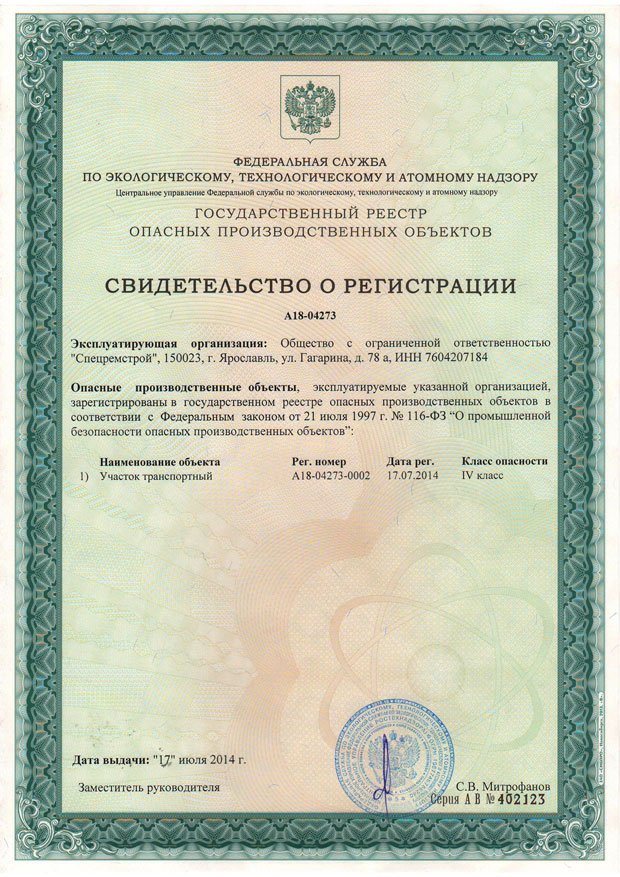 ФЕДЕРАЛЬНАЯ СЛУЖБА
ПО ЭКОЛОГИЧЕСКОМУ, ТЕХНОЛОГИЧЕСКОМУ И АТОМНОМУ НАДЗОРУ
Центральное управление Федеральной службы по экологическому, технологическому и атомному надзору
ГОСУДАРСТВЕННЫЙ РЕЕСТР
ОПАСНЫХ ПРОИЗВОДСТВЕННЫХ ОБЪЕКТОВ
СВИДЕТЕЛЬСТВО О РЕГИСТРАЦИИ
А18-04273
Эксплуатирующая организация: Общество с ограниченной ответственностью
"Спецремстрой", 150023, г. Ярославль, ул. Гагарина, д. 78 а, ИНН 7604207184
Опасные производственные объекты, эксплуатируемые указанной организацией,
зарегистрированы в государственном реестре опасных производственных объектов в
соответствии с Федеральным законом от 21 июля 1997 г. № 116-ФЗ “О промышленной
безопасности опасных производственных объектов”:
Наименование объекта Рег. номер Дата рег. Класс опасности
1) Участок транспортный А18-04273-0002 17.07.2014 IV класс
Дата выдачи: "17" июля 2014 г.
Заместитель руководителя С.В. Митрофанов
Серия А В № 402123